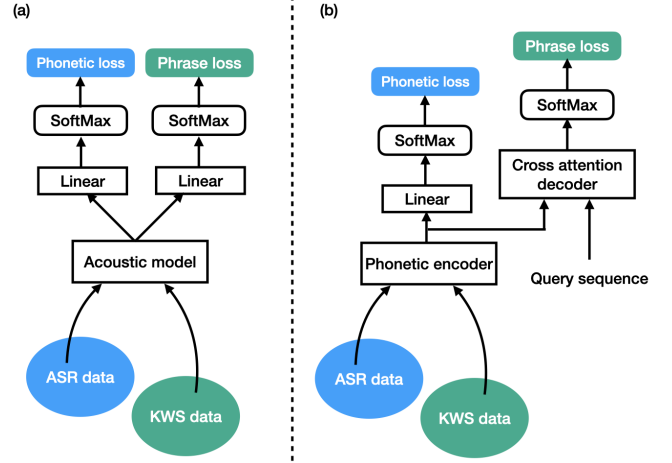 (a)
Phonetic loss
Phrase loss
SoftMax
SoftMax
Linear
Linear
Acoustic model
ASR data
KWS data
(b)
Phrase loss
Phonetic loss
SoftMax
SoftMax
Cross attention
decoder
Linear
Phonetic encoder
Query sequence
ASR data
KWS data